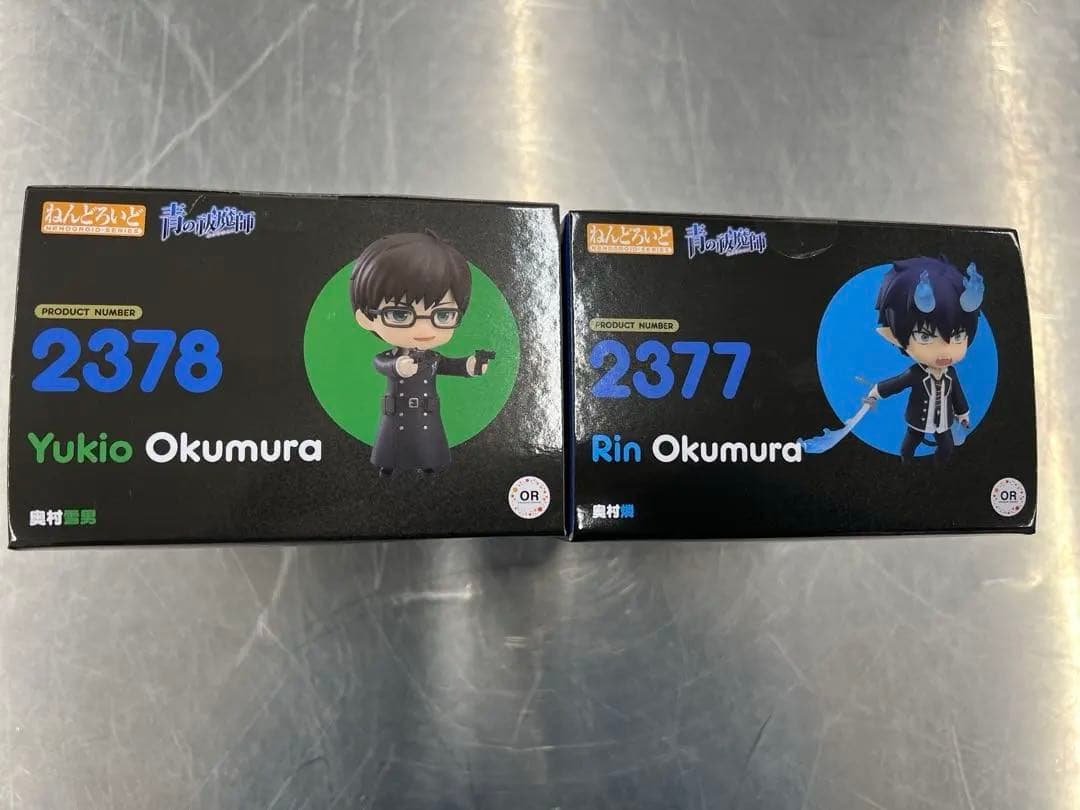 ねんどろいど
NENDOROID-SERIES
青の祓魔師
PRODUCT NUMBER
2378
Yukio Okumura
奥村雪男
OR
ねんどろいど
NENDOROID-SERIES
青の祓魔師
PRODUCT NUMBER
2377
Rin Okumura
奥村燐
OR